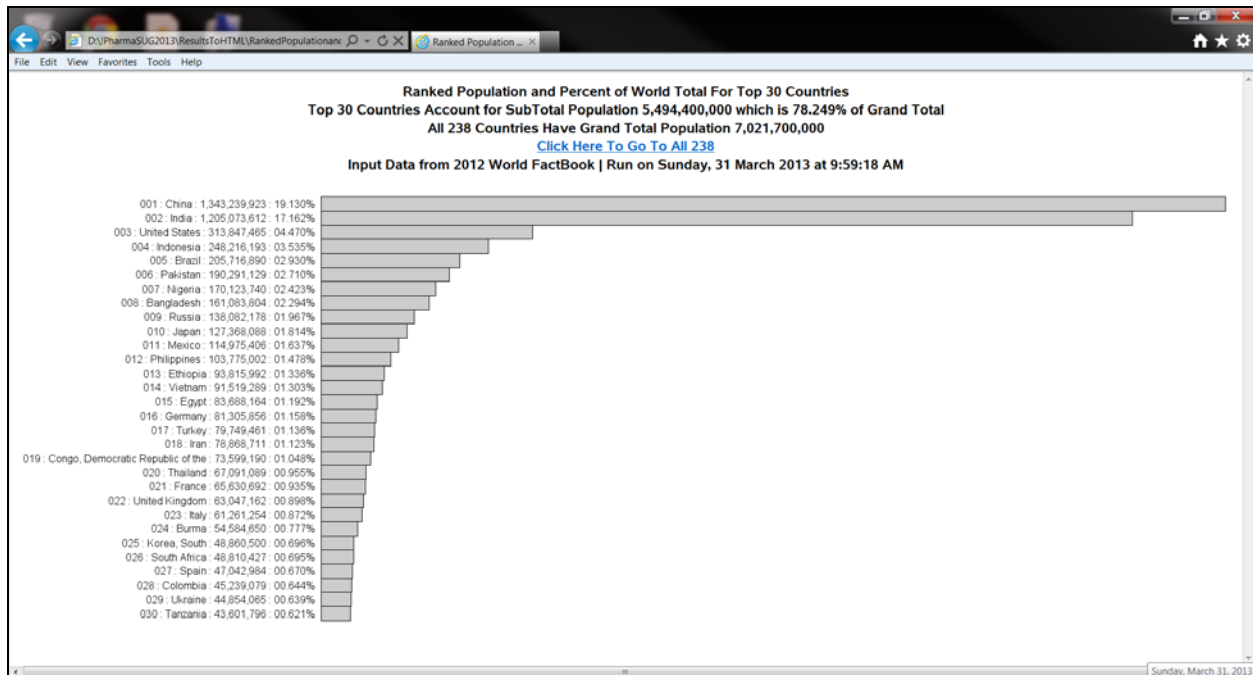 D:\!PharmaSUG2013\ResultsToHTML\RankedPopulationanc
Ranked Population ...
File Edit View Favorites Tools Help
Ranked Population and Percent of World Total For Top 30 Countries
Top 30 Countries Account for SubTotal Population 5,494,400,000 which is 78.249% of Grand Total
All 238 Countries Have Grand Total Population 7,021,700,000
Click Here To Go To All 238
Input Data from 2012 World FactBook | Run on Sunday, 31 March 2013 at 9:59:18 AM
001 : China : 1,343,239,923 : 19.130%
002 : India : 1,205,073,612 : 17.162%
003 : United States : 313,847,465 : 04.470%
004 : Indonesia : 248,216,193 : 03.535%
005 : Brazil : 205,716,890 : 02.930%
006 : Pakistan : 190,291,129 : 02.710%
007 : Nigeria : 170,123,740 : 02.423%
008 : Bangladesh : 161,083,804 : 02.294%
009 : Russia : 138,082,178 : 01.967%
010 : Japan : 127,368,088 : 01.814%
011 : Mexico : 114,975,406 : 01.637%
012 : Philippines : 103,775,002 : 01.478%
013 : Ethiopia : 93,815,992 : 01.336%
014 : Vietnam : 91,519,289 : 01.303%
015 : Egypt : 83,688,164 : 01.192%
016 : Germany : 81,305,856 : 01.158%
017 : Turkey : 79,749,461 : 01.136%
018 : Iran : 78,868,711 : 01.123%
019 : Congo, Democratic Republic of the : 73,599,190 : 01.048%
020 : Thailand : 67,091,089 : 00.955%
021 : France : 65,630,692 : 00.935%
022 : United Kingdom : 63,047,162 : 00.898%
023 : Italy : 61,261,254 : 00.872%
024 : Burma : 54,584,650 : 00.777%
025 : Korea, South : 48,860,500 : 00.696%
026 : South Africa : 48,810,427 : 00.695%
027 : Spain : 47,042,984 : 00.670%
028 : Colombia : 45,239,079 : 00.644%
029 : Ukraine : 44,854,065 : 00.639%
030 : Tanzania : 43,601,796 : 00.621%
Sunday, March 31, 2013